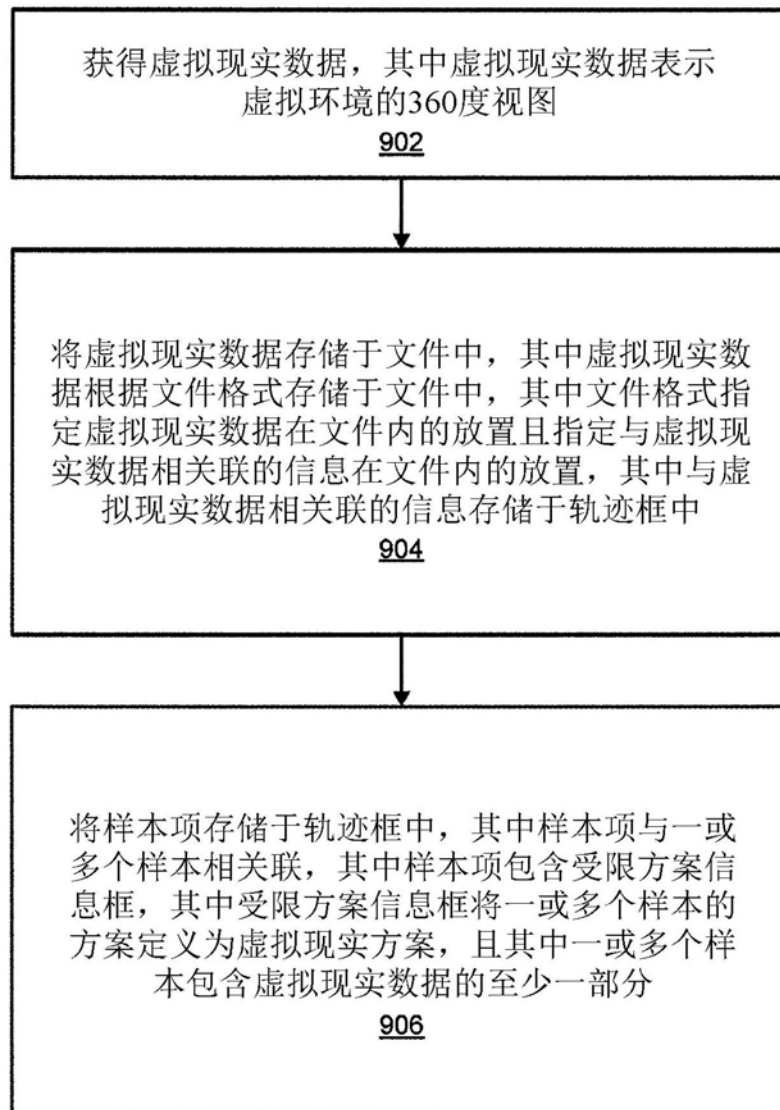 获得虚拟现实数据，其中虚拟现实数据表示
虚拟环境的360度视图
902
将虚拟现实数据存储于文件中，其中虚拟现实数
据根据文件格式存储于文件中，其中文件格式指
定虚拟现实数据在文件内的放置且指定与虚拟现
实数据相关联的信息在文件内的放置，其中与虚
拟现实数据相关联的信息存储于轨迹框中
904
将样本项存储于轨迹框中，其中样本项与一或
多个样本相关联，其中样本项包含受限方案信
息框，其中受限方案信息框将一或多个样本的
方案定义为虚拟现实方案，且其中一或多个样
本包含虚拟现实数据的至少一部分
906